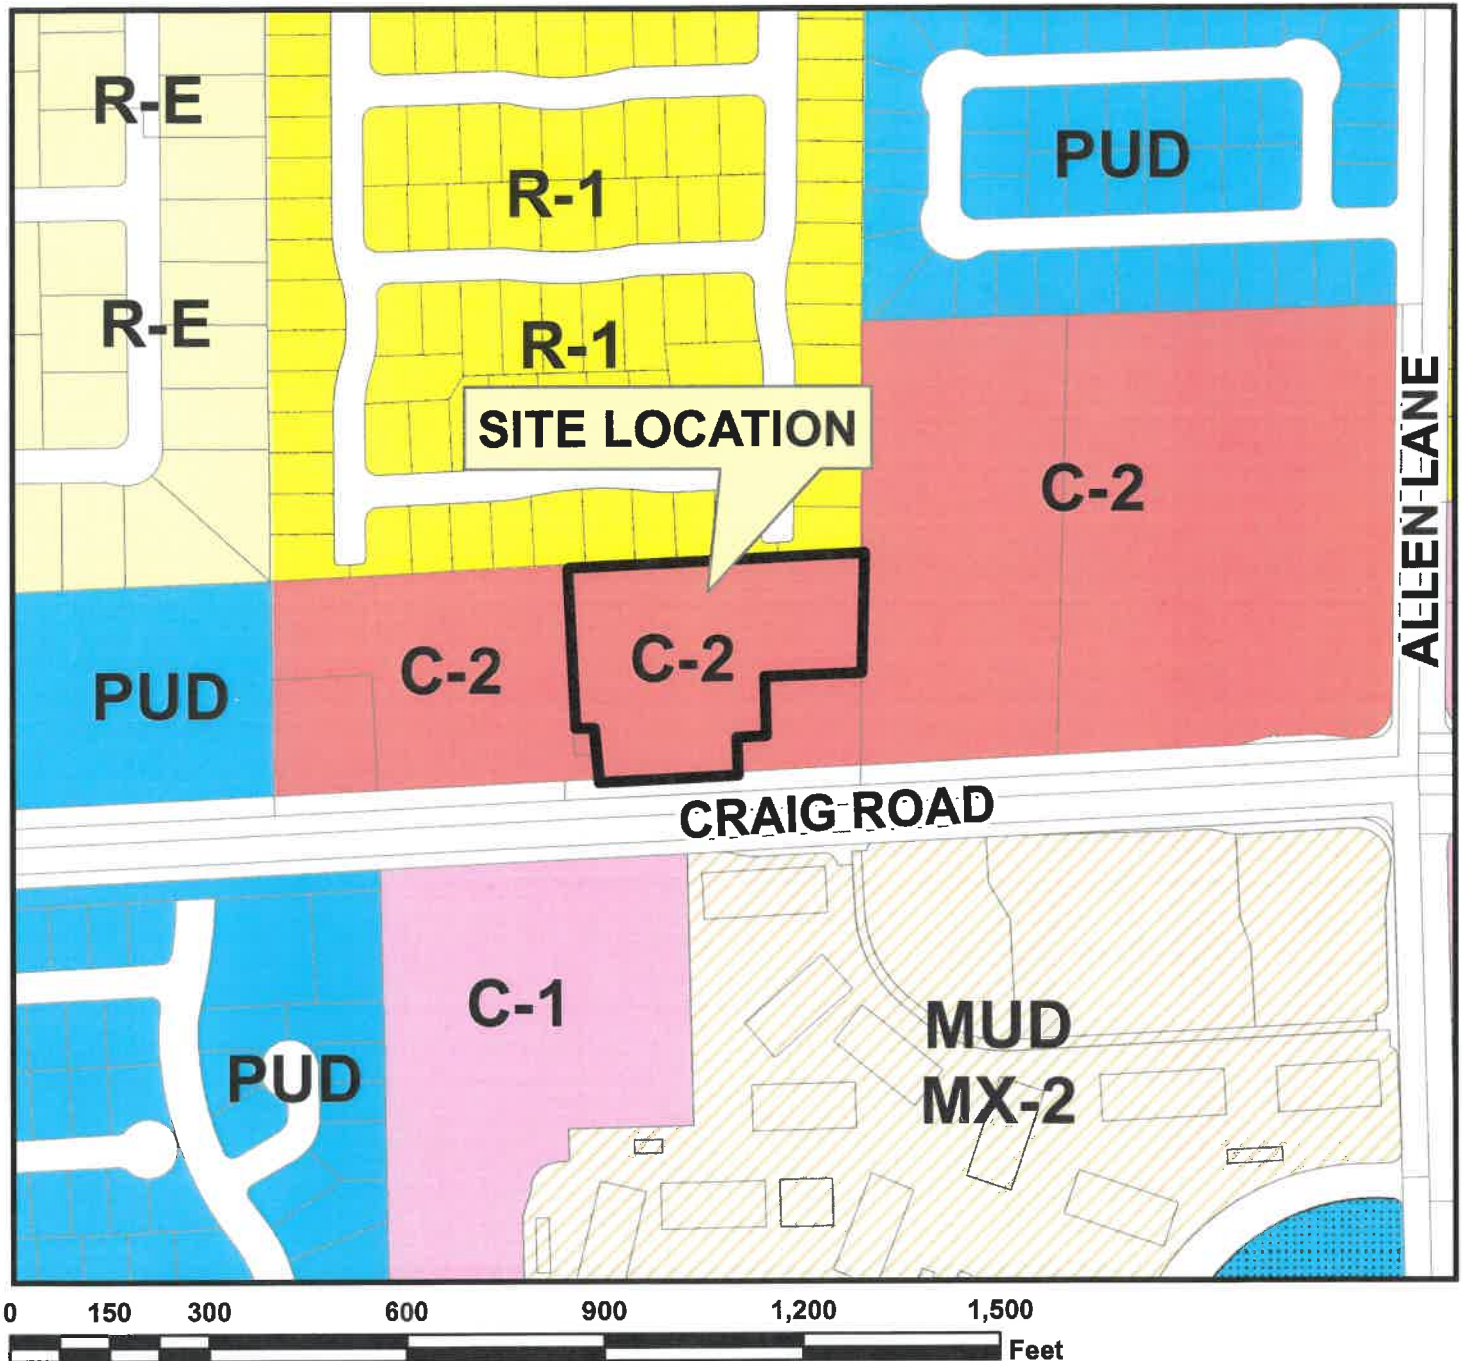 R-E
R-1
PUD
R-E
R-1
SITE LOCATION
C-2
ALLEN LANE
PUD
C-2
C-2
CRAIG ROAD
C-1
MUD
MX-2
PUD
0 150 300 600 900 1,200 1,500
Feet